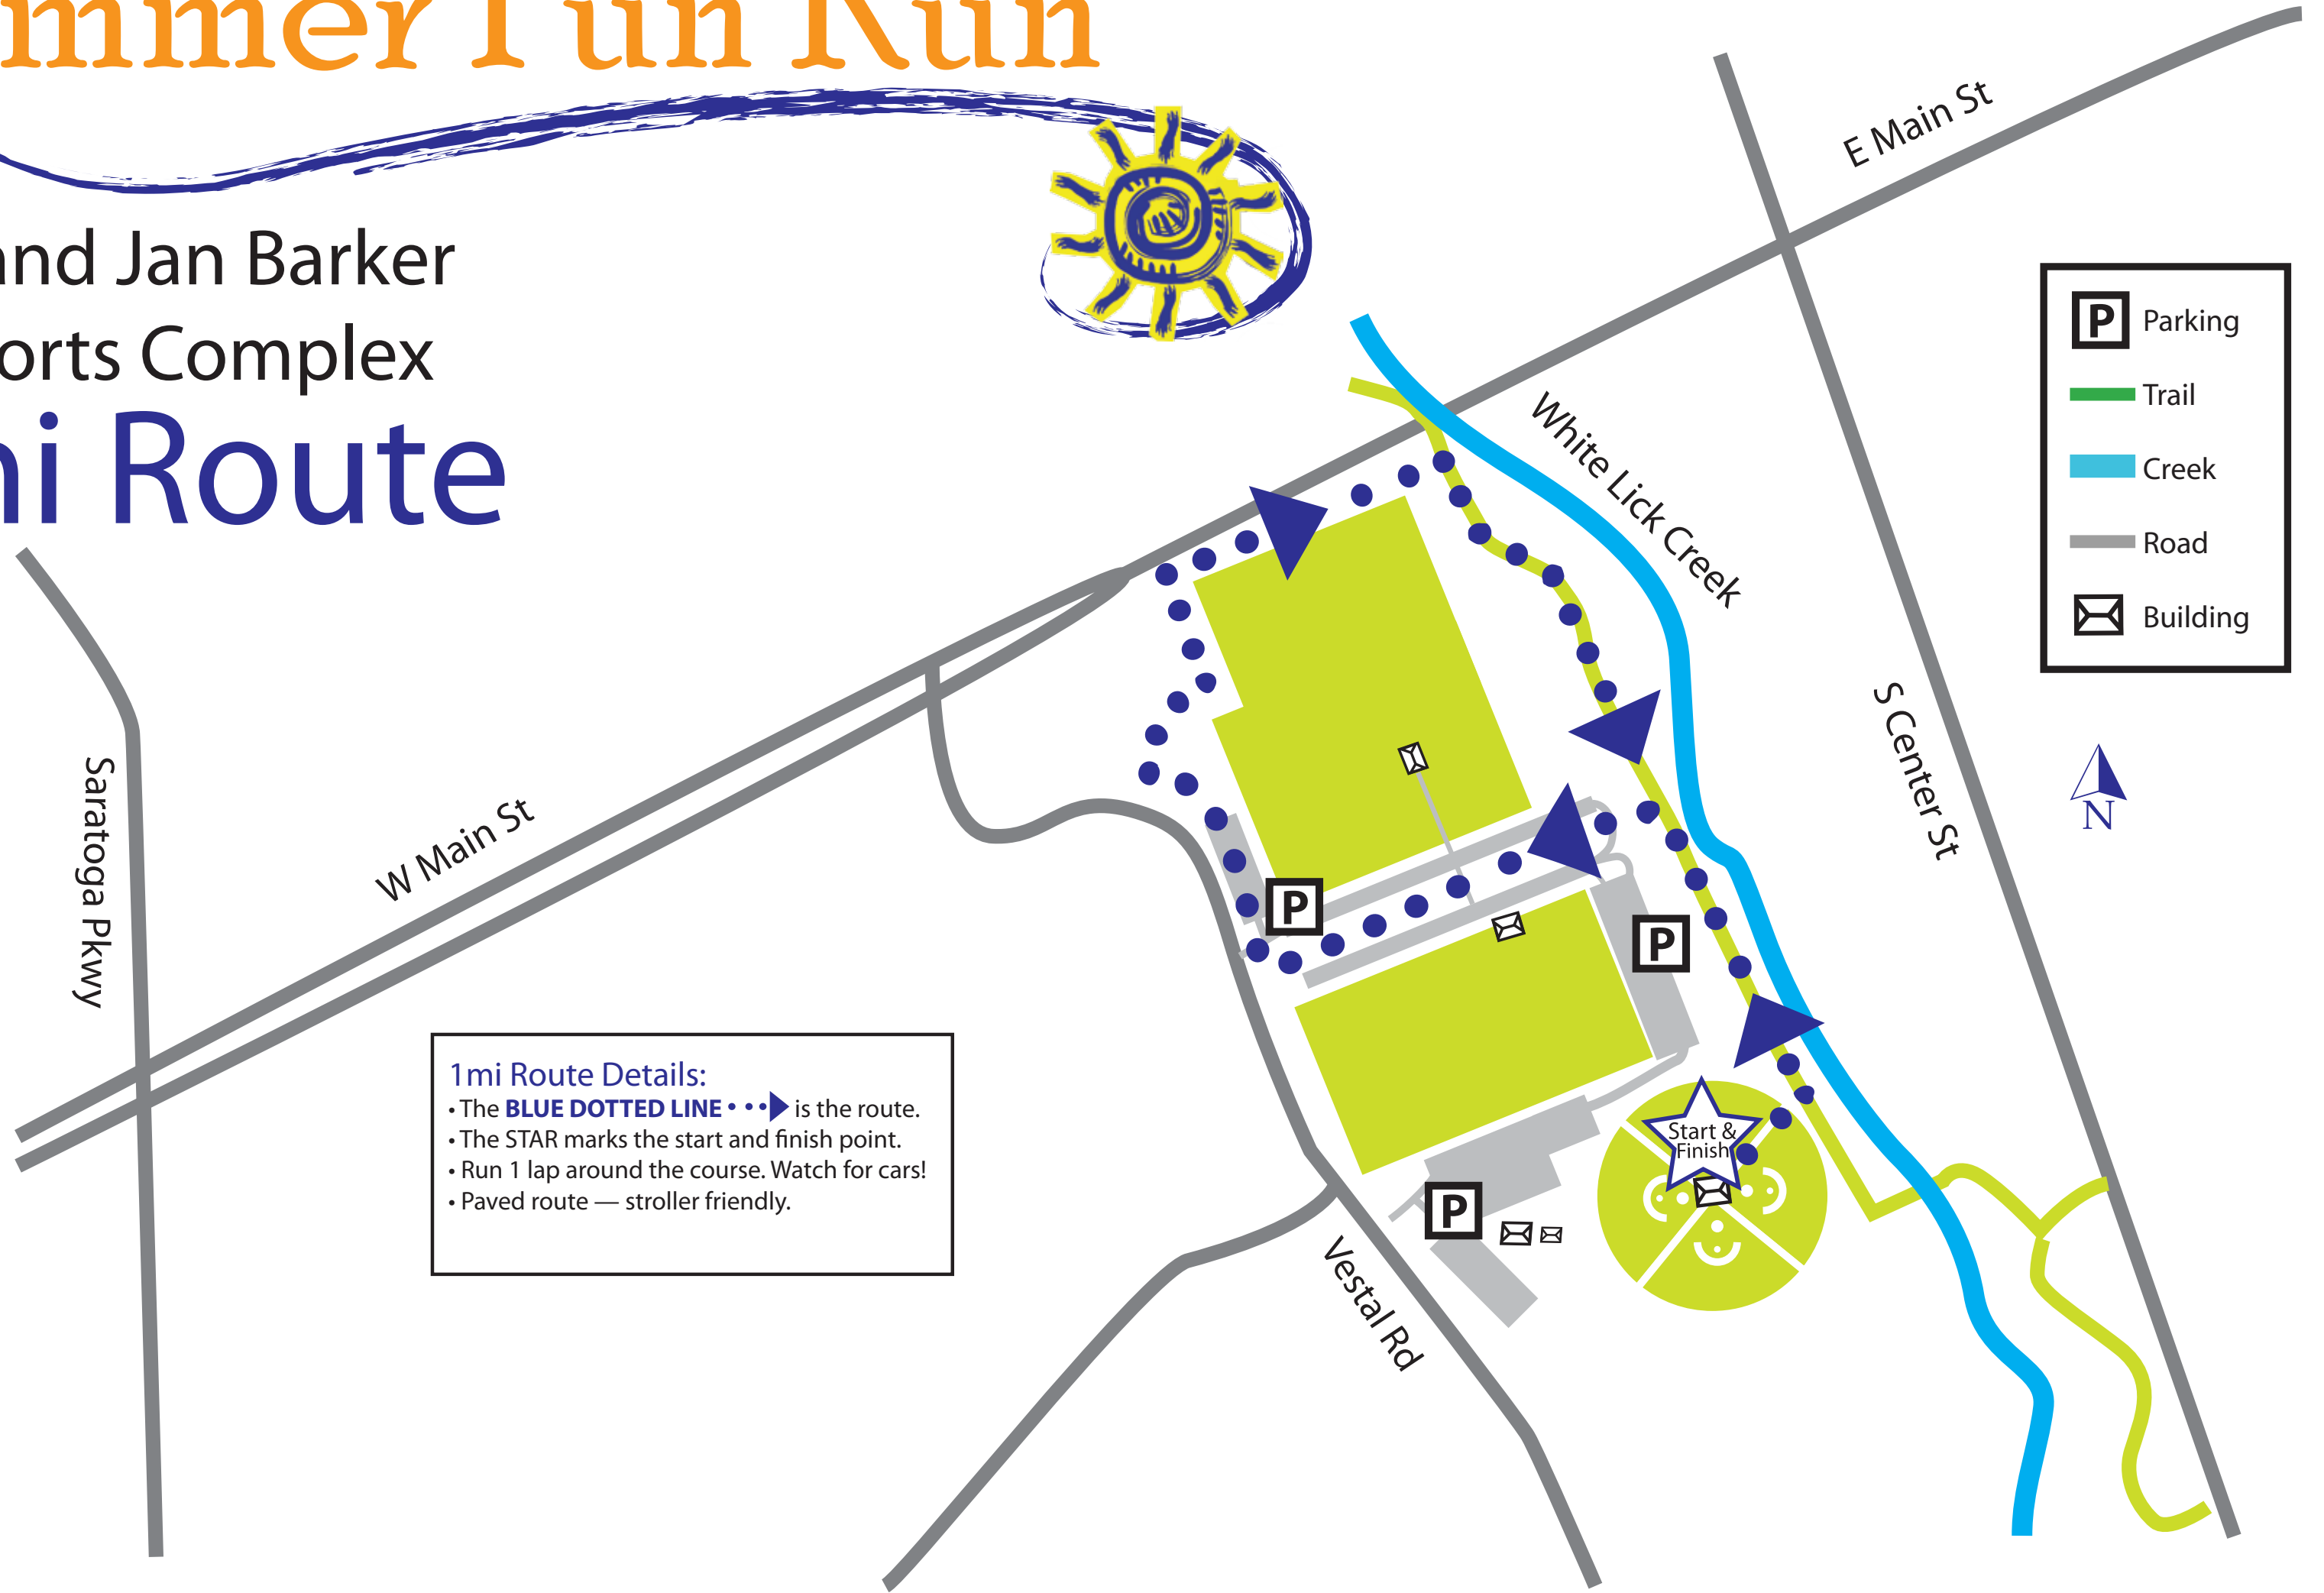 mmer Fun Run
and Jan Barker
orts Complex
mi Route
E Main St
P Parking
Trail
Creek
Road
Building
White Lick Creek
S Center St
N
Saratoga Pkwy
W Main St
P
P
P
1mi Route Details:
• The BLUE DOTTED LINE is the route.
• The STAR marks the start and finish point.
• Run 1 lap around the course. Watch for cars!
• Paved route — stroller friendly.
Start &
Finish
Vestal Rd